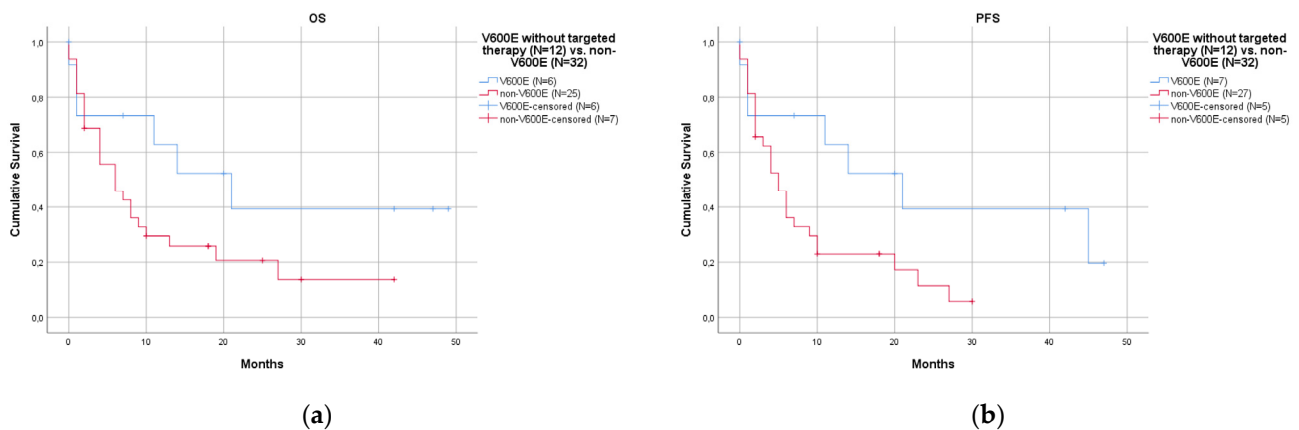 OS
V600E without targeted
therapy (N=12) vs. non-
V600E (N=32)
V600E (N=6)
non-V600E (N=25)
V600E-censored (N=6)
non-V600E-censored (N=7)
Cumulative Survival
1,0
0,8
0,6
0,4
0,2
0,0
0 10 20 30 40 50
Months
(a)
PFS
V600E without targeted
therapy (N=12) vs. non-
V600E (N=32)
V600E (N=7)
non-V600E (N=27)
V600E-censored (N=5)
non-V600E-censored (N=5)
Cumulative Survival
1,0
0,8
0,6
0,4
0,2
0,0
0 10 20 30 40 50
Months
(b)